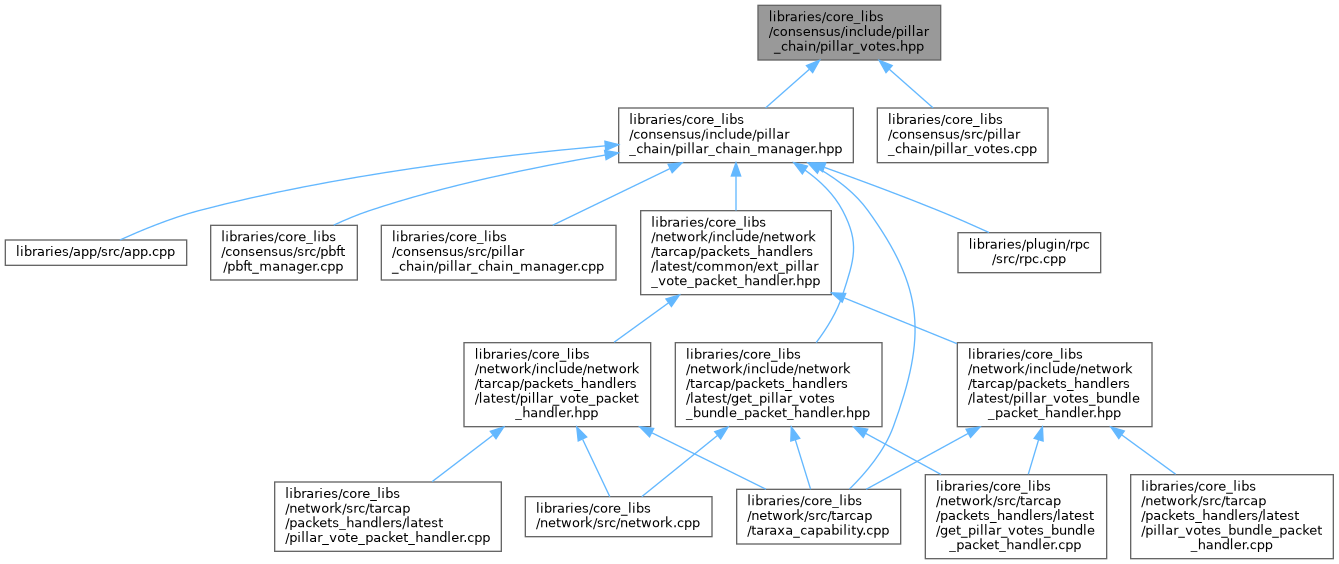 libraries/core_libs
/consensus/include/pillar
_chain/pillar_votes.hpp
libraries/core_libs
/consensus/include/pillar
_chain/pillar_chain_manager.hpp
libraries/core_libs
/consensus/src/pillar
_chain/pillar_votes.cpp
libraries/app/src/app.cpp
libraries/core_libs
/consensus/src/pbft
/pbft_manager.cpp
libraries/core_libs
/consensus/src/pillar
_chain/pillar_chain_manager.cpp
libraries/core_libs
/network/include/network
/tarcap/packets_handlers
/latest/common/ext_pillar
_vote_packet_handler.hpp
libraries/plugin/rpc
/src/rpc.cpp
libraries/core_libs
/network/include/network
/tarcap/packets_handlers
/latest/pillar_vote_packet
_handler.hpp
libraries/core_libs
/network/include/network
/tarcap/packets_handlers
/latest/get_pillar_votes
_bundle_packet_handler.hpp
libraries/core_libs
/network/include/network
/tarcap/packets_handlers
/latest/pillar_votes_bundle
_packet_handler.hpp
libraries/core_libs
/network/src/tarcap
/packets_handlers/latest
/pillar_vote_packet_handler.cpp
libraries/core_libs
/network/src/network.cpp
libraries/core_libs
/network/src/tarcap
/taraxa_capability.cpp
libraries/core_libs
/network/src/tarcap
/packets_handlers/latest
/get_pillar_votes_bundle
_packet_handler.cpp
libraries/core_libs
/network/src/tarcap
/packets_handlers/latest
/pillar_votes_bundle_packet
_handler.cpp